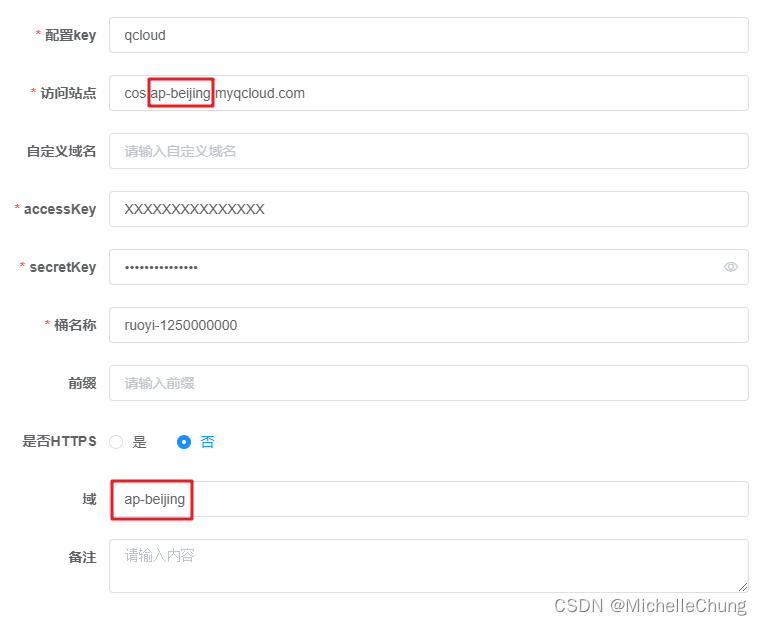 * 配置key qcloud
* 访问站点 cos.ap-beijing.myqcloud.com
自定义域名 请输入自定义域名
* accessKey XXXXXXXXXXXXXXX
* secretKey •••••••••••••••
* 桶名称 ruoyi-1250000000
前缀 请输入前缀
是否HTTPS 是 否
域 ap-beijing
备注 请输入内容
CSDN @MichelleChung